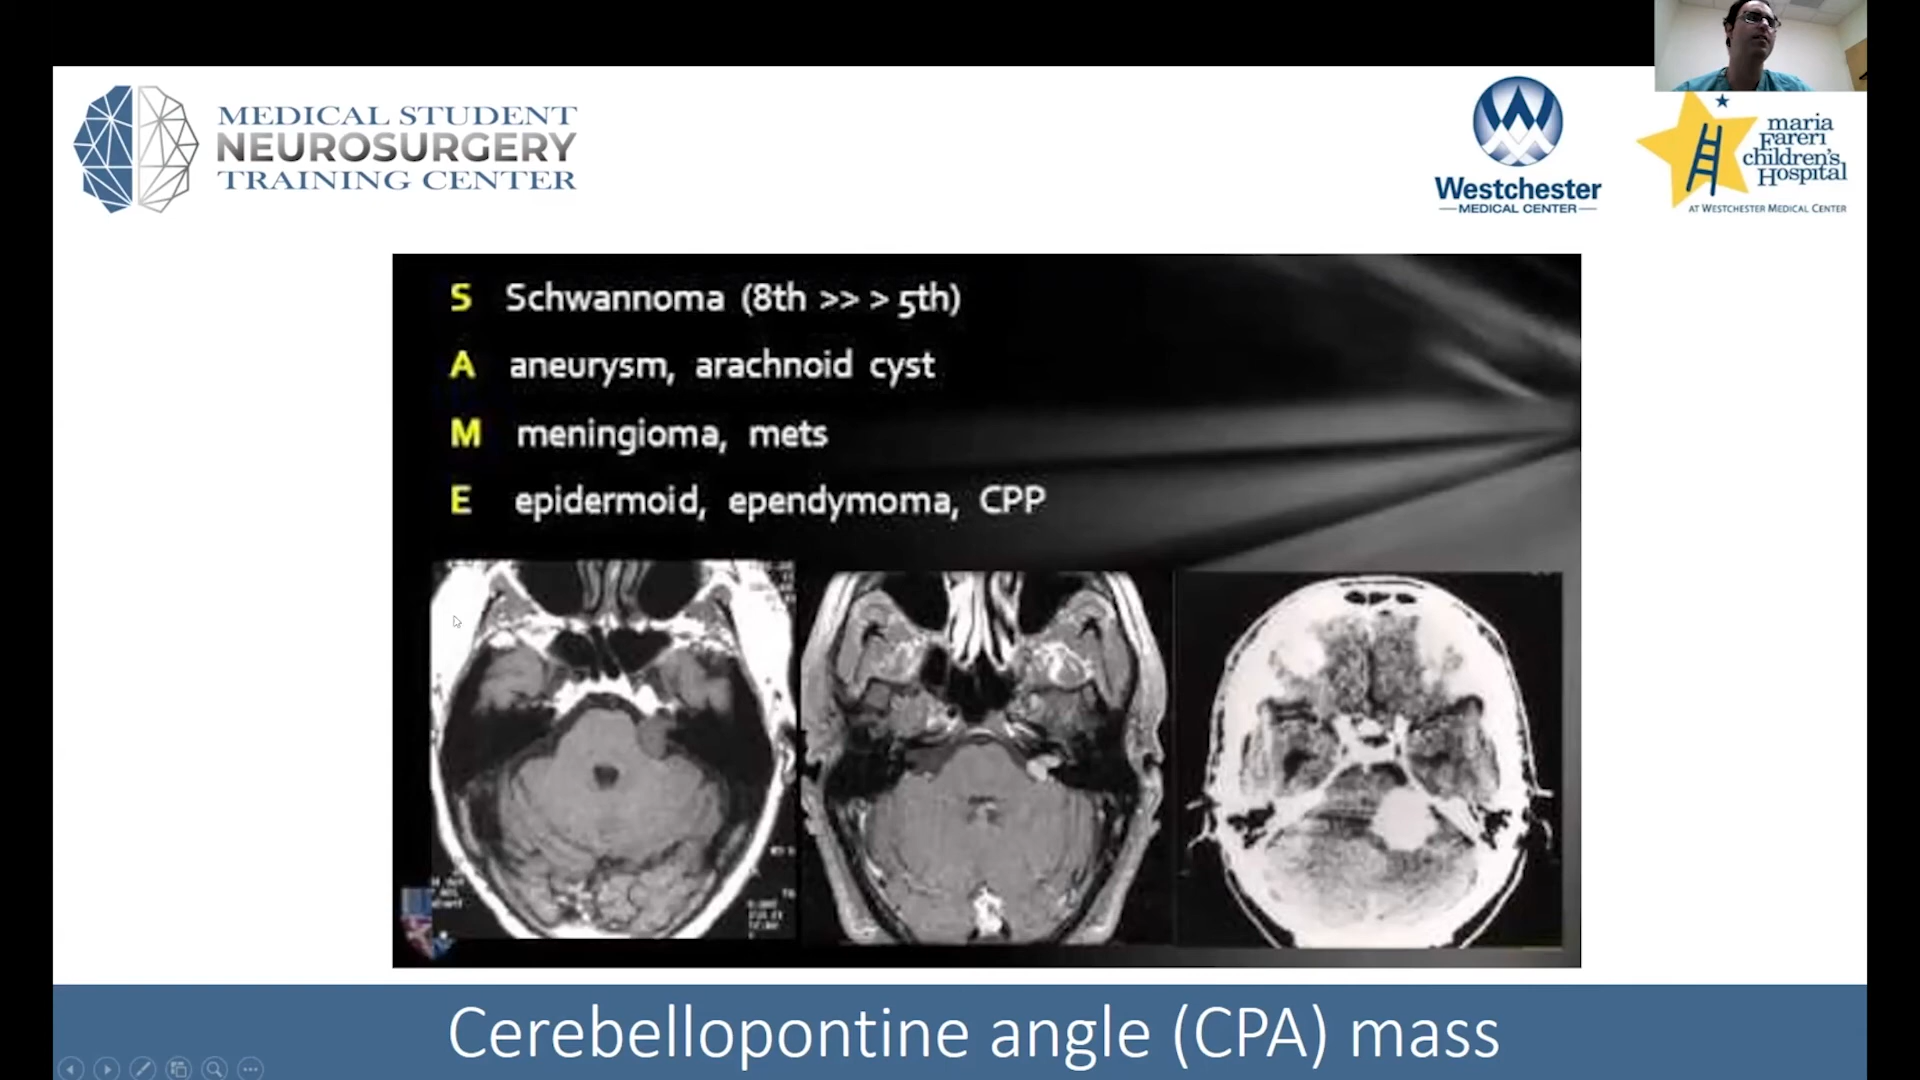 MEDICAL STUDENT
NEUROSURGERY
TRAINING CENTER
Westchester
MEDICAL CENTER
maria
Fareri
children's
Hospital
AT WESTCHESTER MEDICAL CENTER
S Schwannoma (8th >> > 5th)
A aneurysm, arachnoid cyst
M meningioma, mets
E epidermoid, ependymoma, CPP
Cerebellopontine angle (CPA) mass